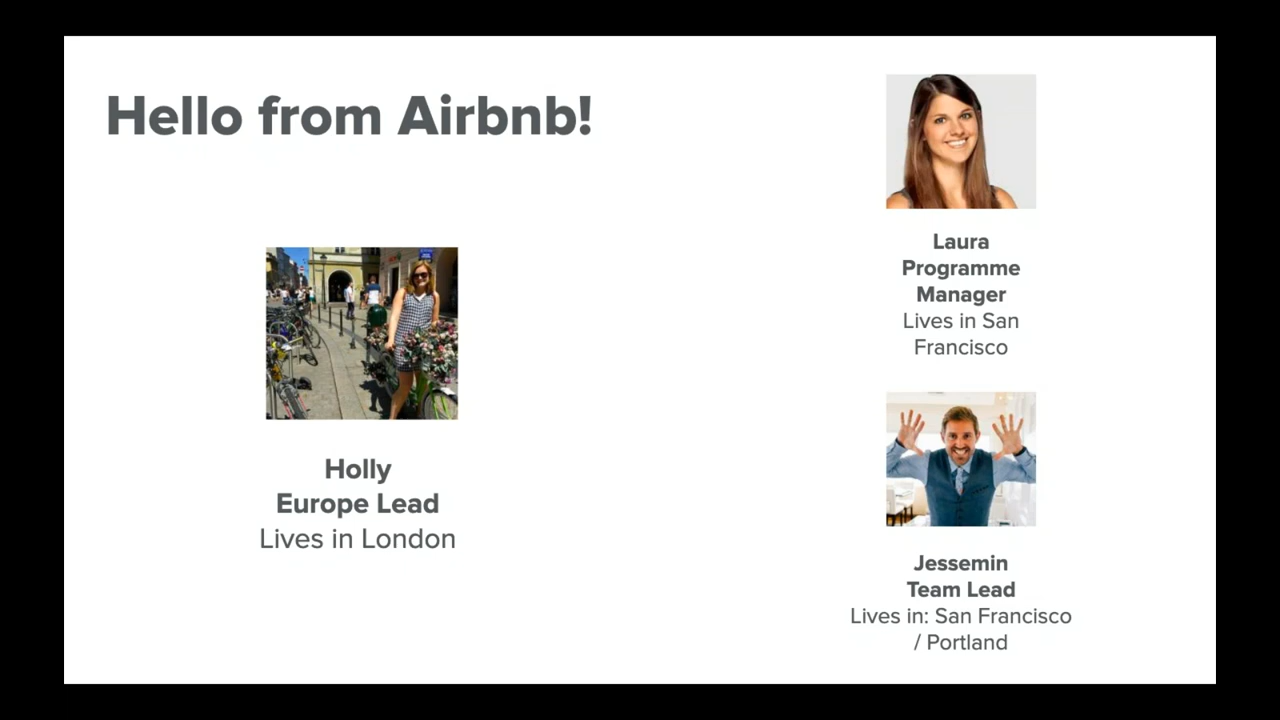 Hello from Airbnb!
Holly
Europe Lead
Lives in London
Laura
Programme
Manager
Lives in San
Francisco
Jessemin
Team Lead
Lives in: San Francisco
/ Portland